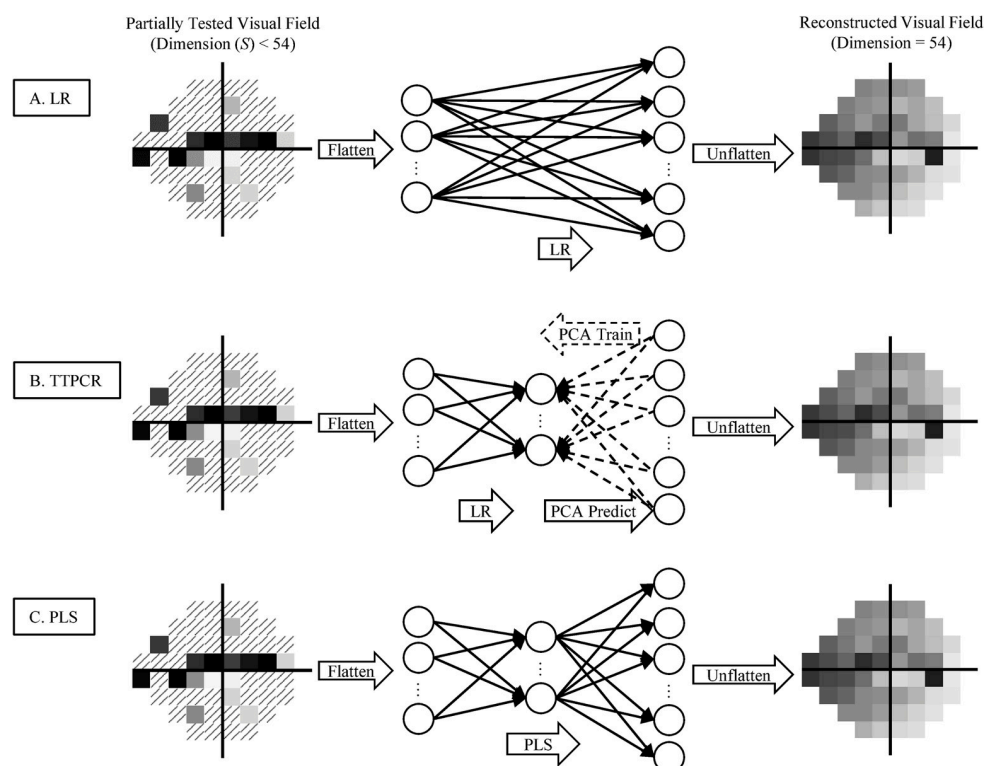 Partially Tested Visual Field
(Dimension (S) < 54)
Reconstructed Visual Field
(Dimension = 54)
A. LR
Flatten
LR
Unflatten
B. TTPCR
PCA Train
Flatten
LR
PCA Predict
Unflatten
C. PLS
Flatten
PLS
Unflatten